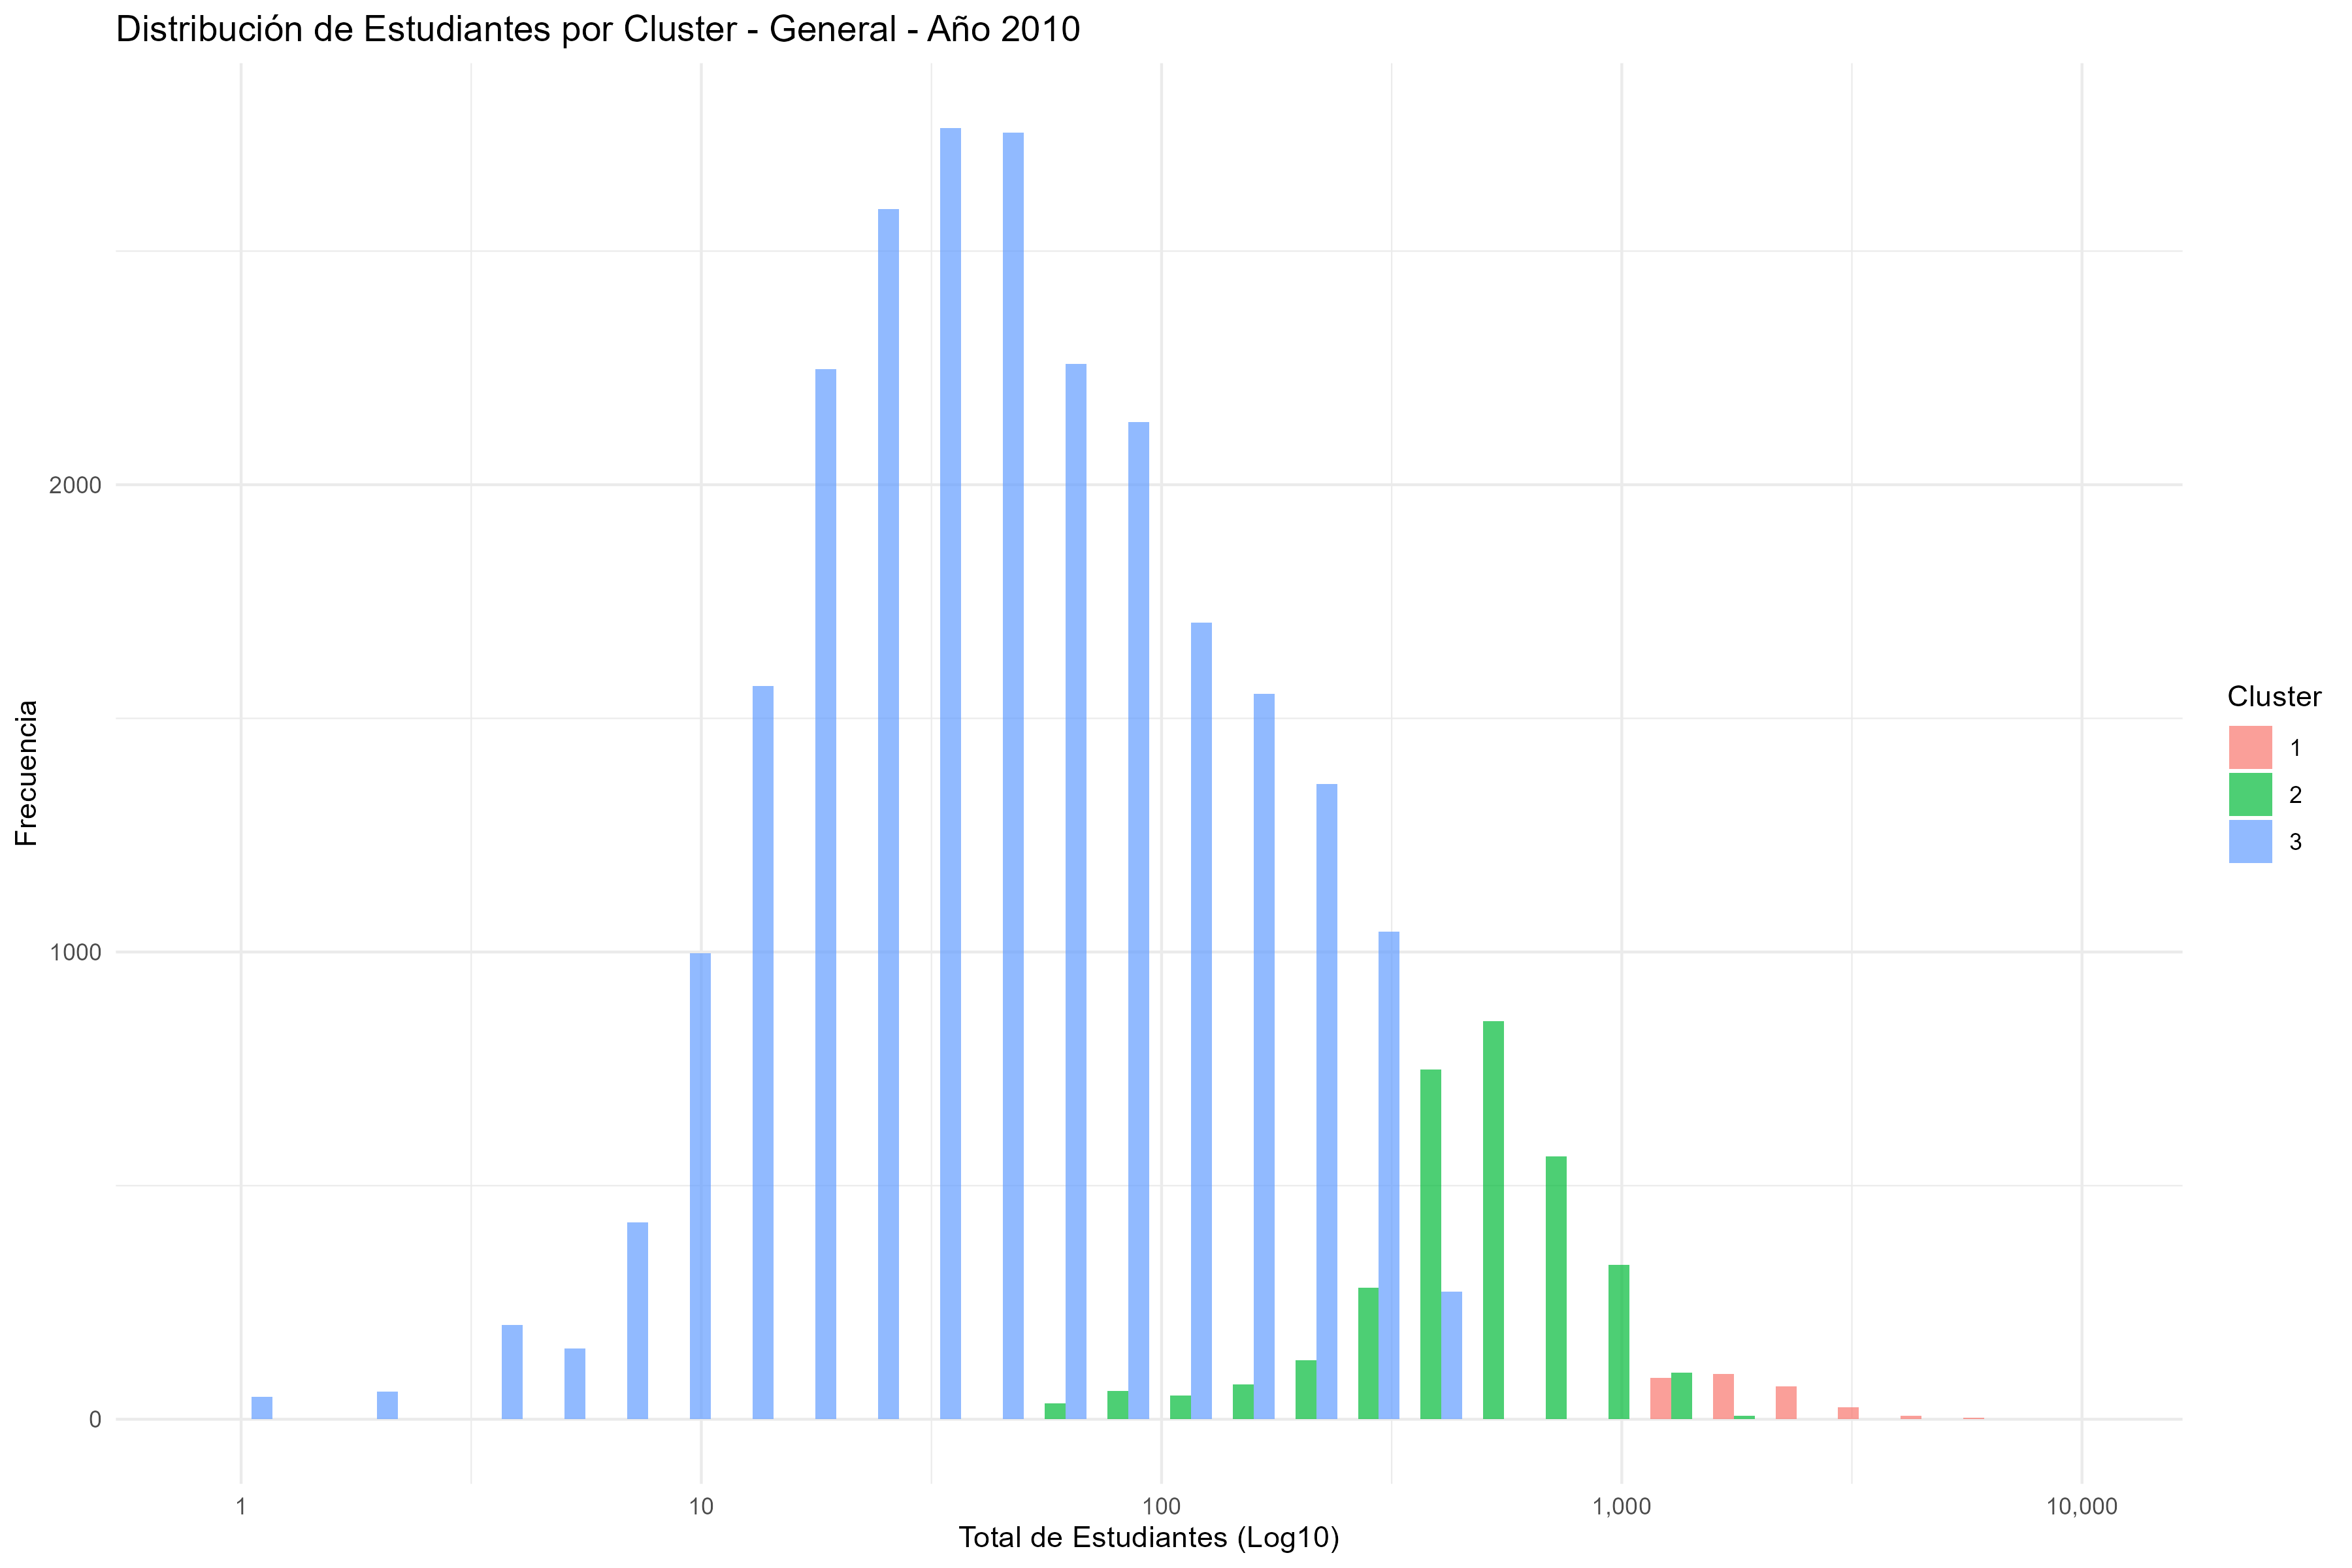 Distribución de Estudiantes por Cluster - General - Año 2010
Frecuencia
2000
1000
0
1
10
100
1,000
10,000
Total de Estudiantes (Log10)
Cluster
1
2
3